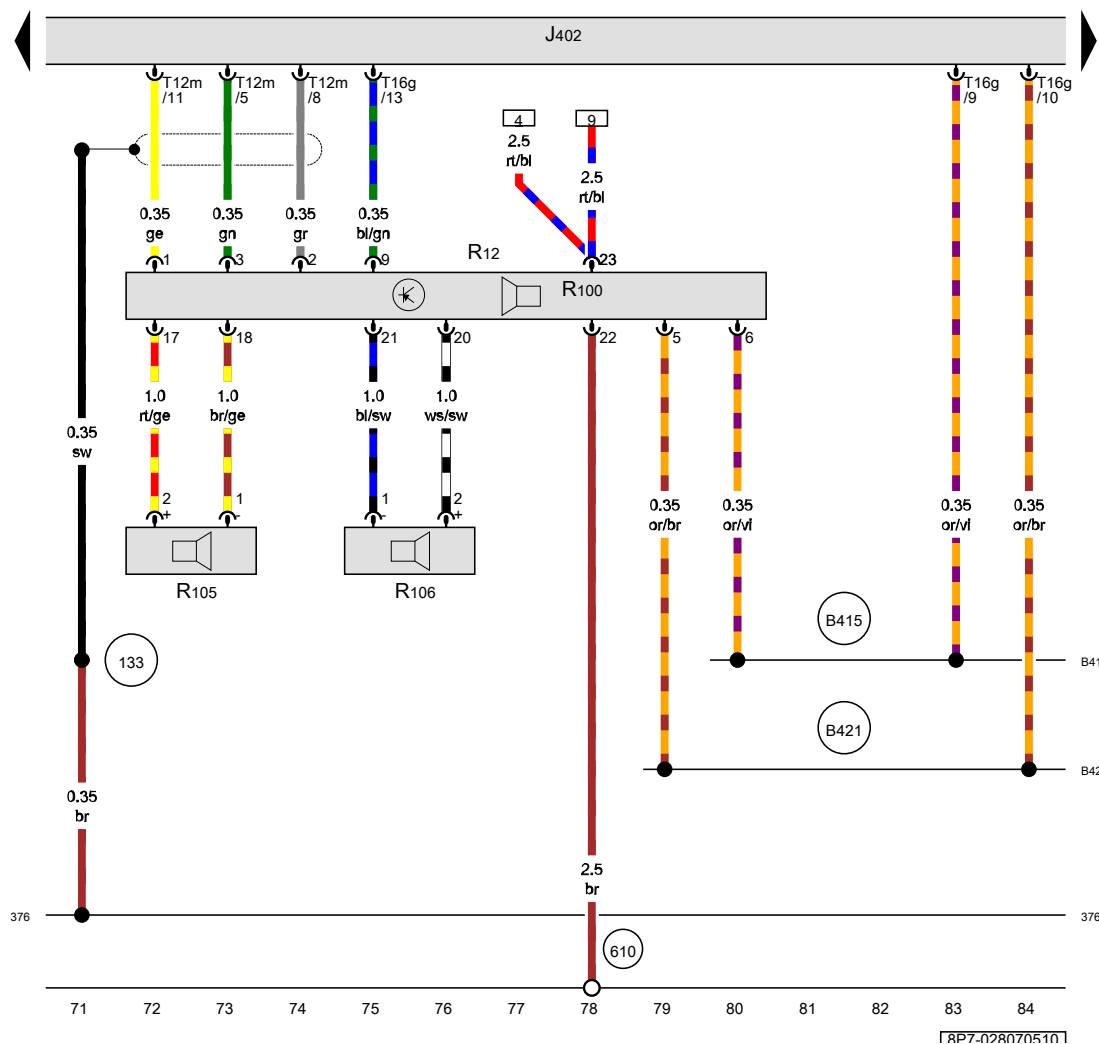 J402
T12m
/11
T12m
/5
T12m
/8
T16g
/13
T16g
/9
T16g
/10
4
9
2.5
rt/bl
2.5
rt/bl
0.35
ge
0.35
gn
0.35
gr
0.35
bl/gn
R12
1
3
2
9
23
R100
17
18
21
20
22
5
6
1.0
rt/ge
1.0
br/ge
1.0
bl/sw
1.0
ws/sw
0.35
sw
2
+
1
-
1
-
2
+
0.35
or/br
0.35
or/vi
0.35
or/vi
0.35
or/br
R105
R106
B415
133
B41
B421
B42
0.35
br
2.5
br
376
376
610
71 72 73 74 75 76 77 78 79 80 81 82 83 84
8P7-028070510